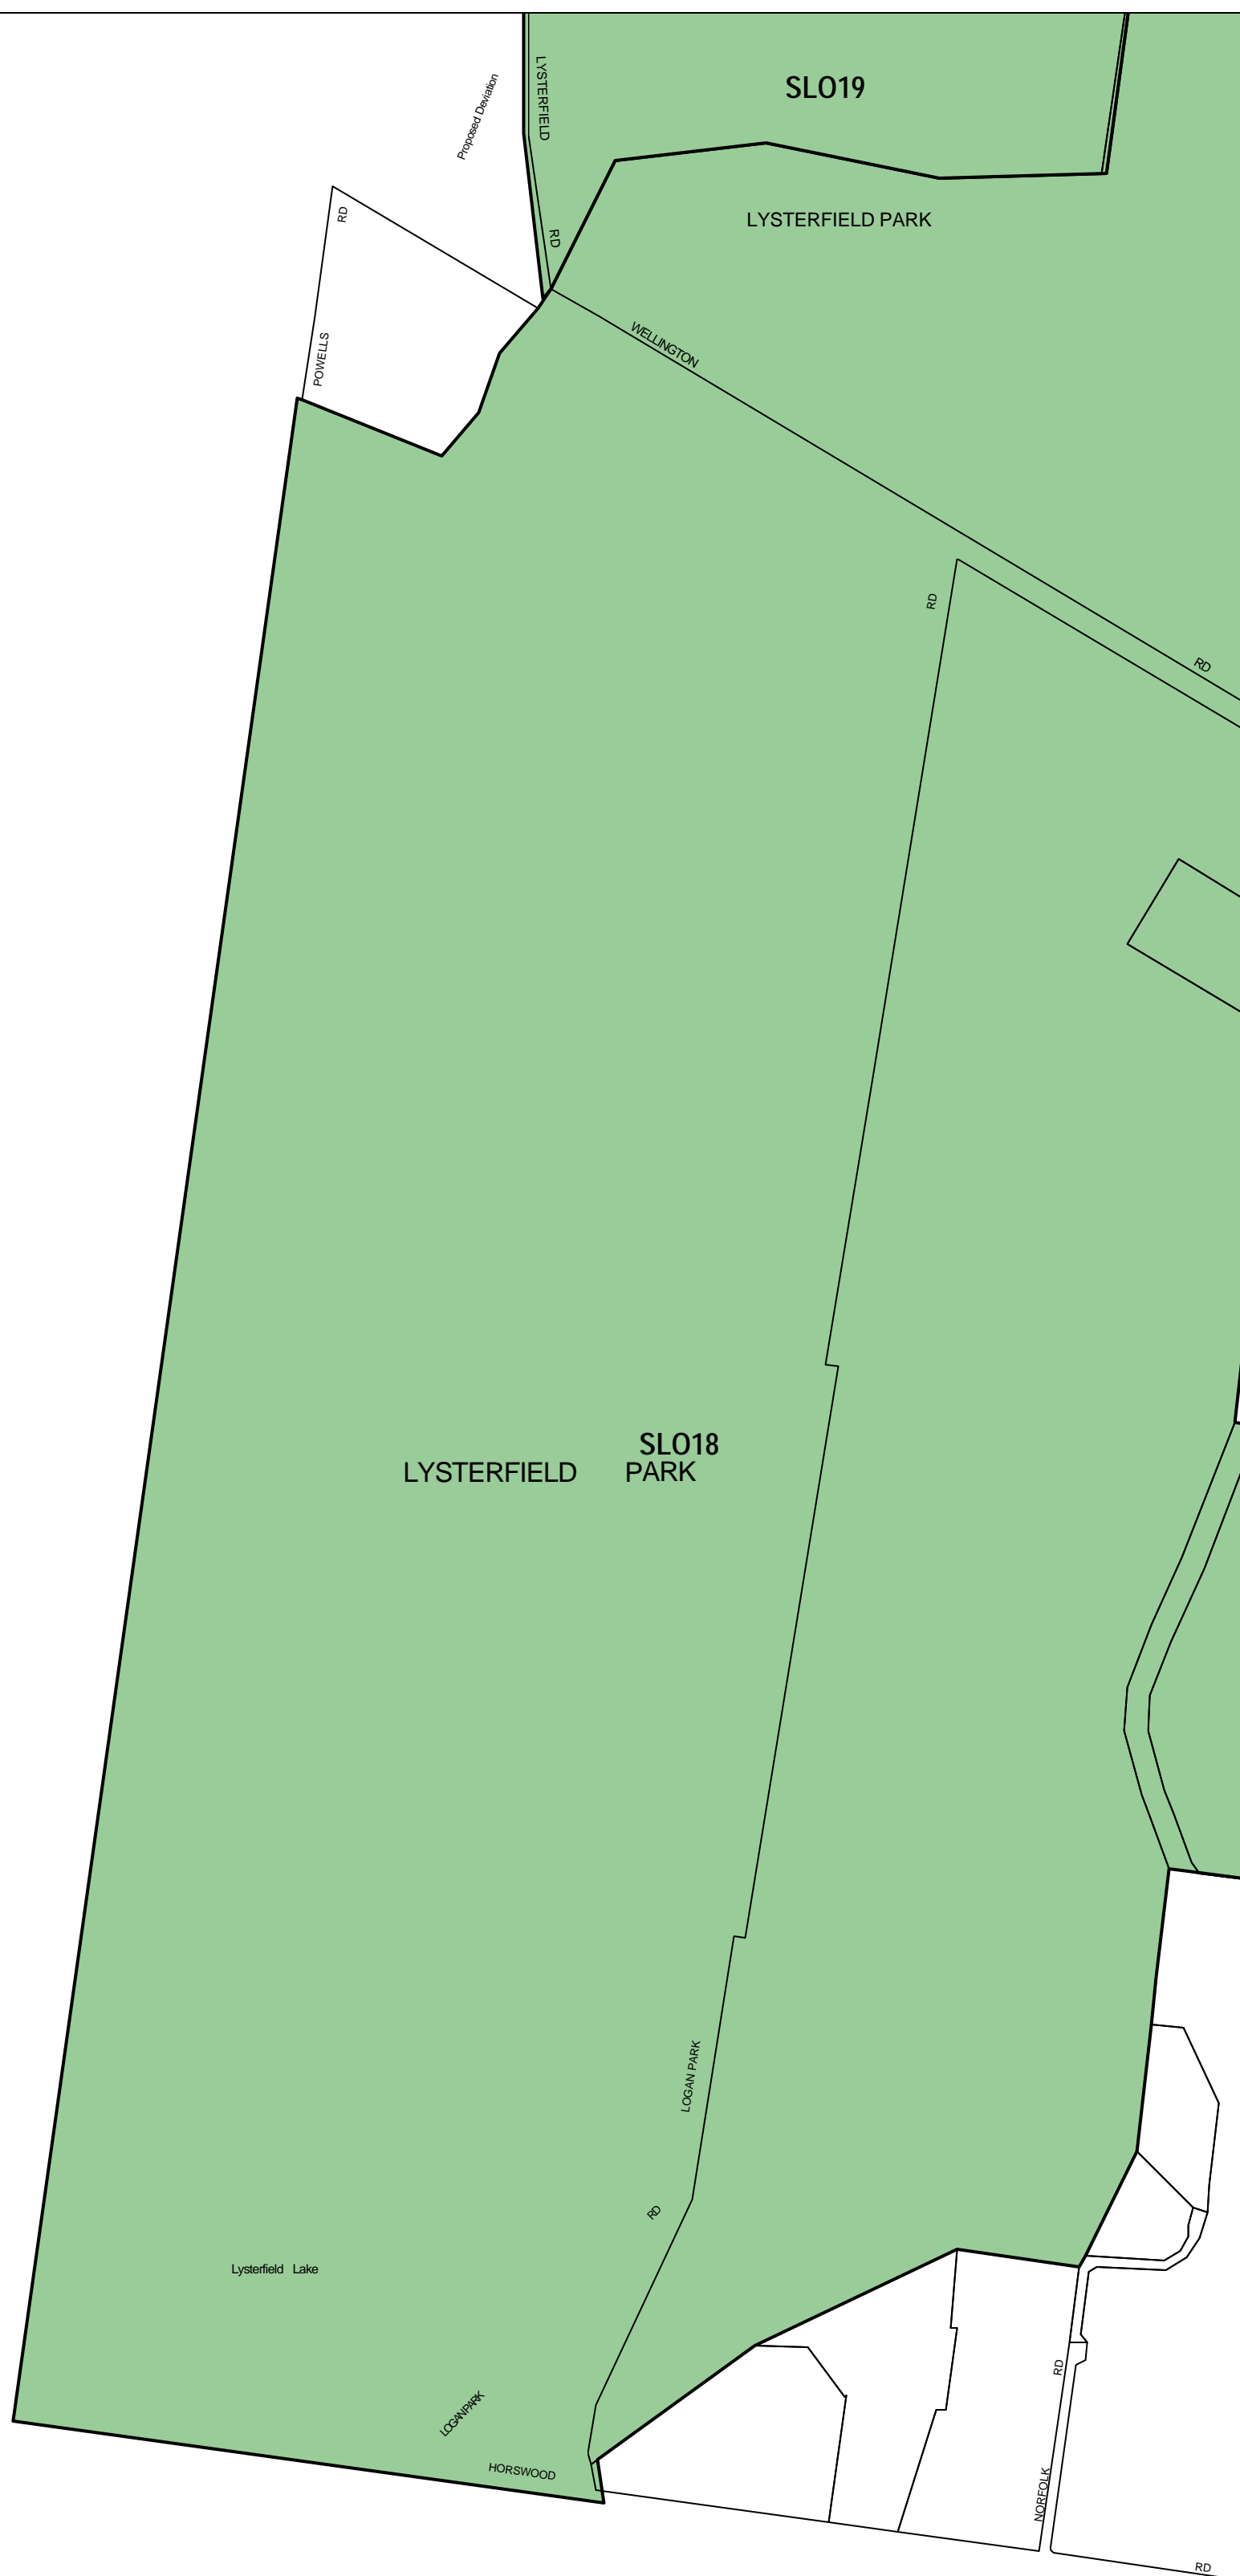 SLO19
LYSTERFIELD
Proposed Deviation
RD
LYSTERFIELD PARK
RD
WELLINGTON
POWELLS
RD
RD
SLO18
LYSTERFIELD PARK
LOGAN PARK
RD
Lysterfield Lake
RD
LOGAN PARK
HORSWOOD
NORFOLK
RD